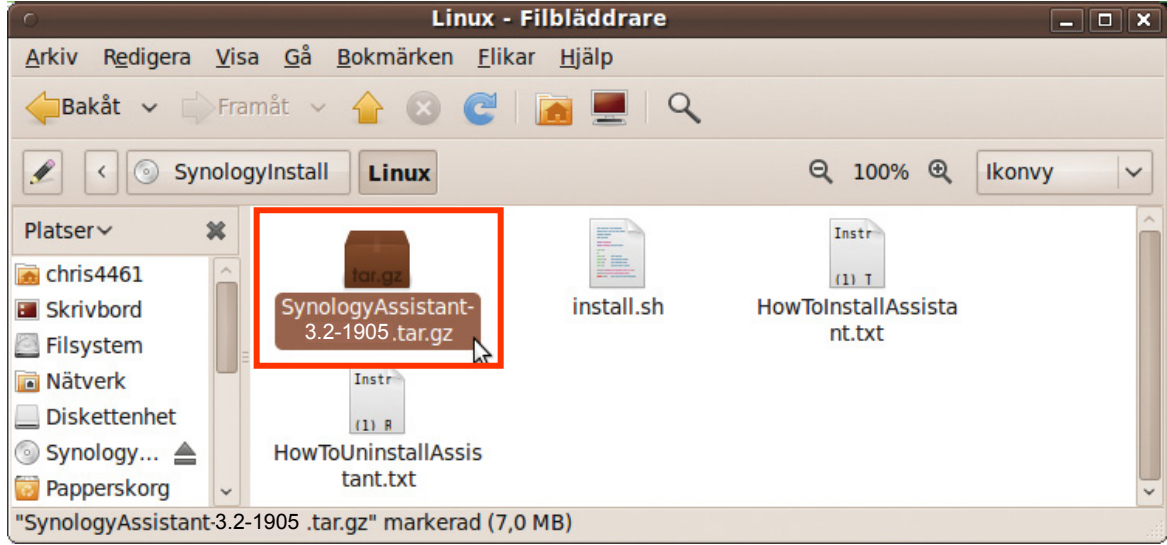 Linux - Filbläddrare
Arkiv Redigera Visa Gå Bokmärken Flikar Hjälp
Bakåt Framåt
SynologyInstall Linux 100% Ikonvy
Platser
chris4461
Skrivbord
Filsystem
Nätverk
Diskettenhet
Synology...
Papperskorg
tar.gz
SynologyAssistant-
3.2-1905 .tar.gz
install.sh
Instr
(1) T
HowToInstallAssista
nt.txt
Instr
(1) R
HowToUninstallAssis
tant.txt
"SynologyAssistant-3.2-1905 .tar.gz" markerad (7,0 MB)